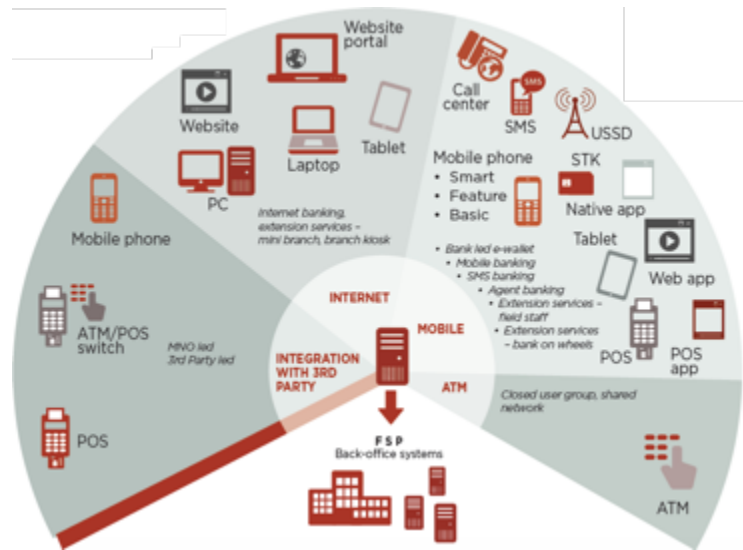 Website
portal
Website
Laptop
Tablet
PC
Internet banking,
extension services –
mini branch, branch kiosk
Call
center
SMS
SMS
USSD
Mobile phone
• Smart
• Feature
• Basic
STK
Native app
Tablet
Web app
POS
POS
app
• Bank led e-wallet
• Mobile banking
• SMS banking
• Agent banking
• Extension services –
field staff
• Extension services
– bank on wheels
Mobile phone
ATM/POS
switch
MNO led
3rd Party led
POS
INTERNET
MOBILE
INTEGRATION
WITH 3RD
PARTY
ATM
Closed user group, shared
network
ATM
FSP
Back-office systems